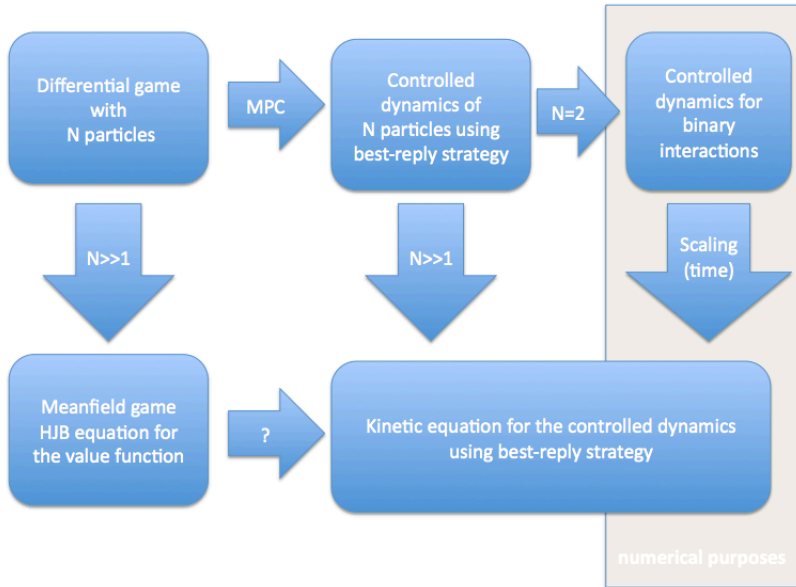 Differential game
with
N particles
MPC
Controlled
dynamics of
N particles using
best-reply strategy
N=2
Controlled
dynamics for
binary
interactions
N>>1
N>>1
Scaling
(time)
Meanfield game
HJB equation for
the value function
?
Kinetic equation for the controlled dynamics
using best-reply strategy
numerical purposes